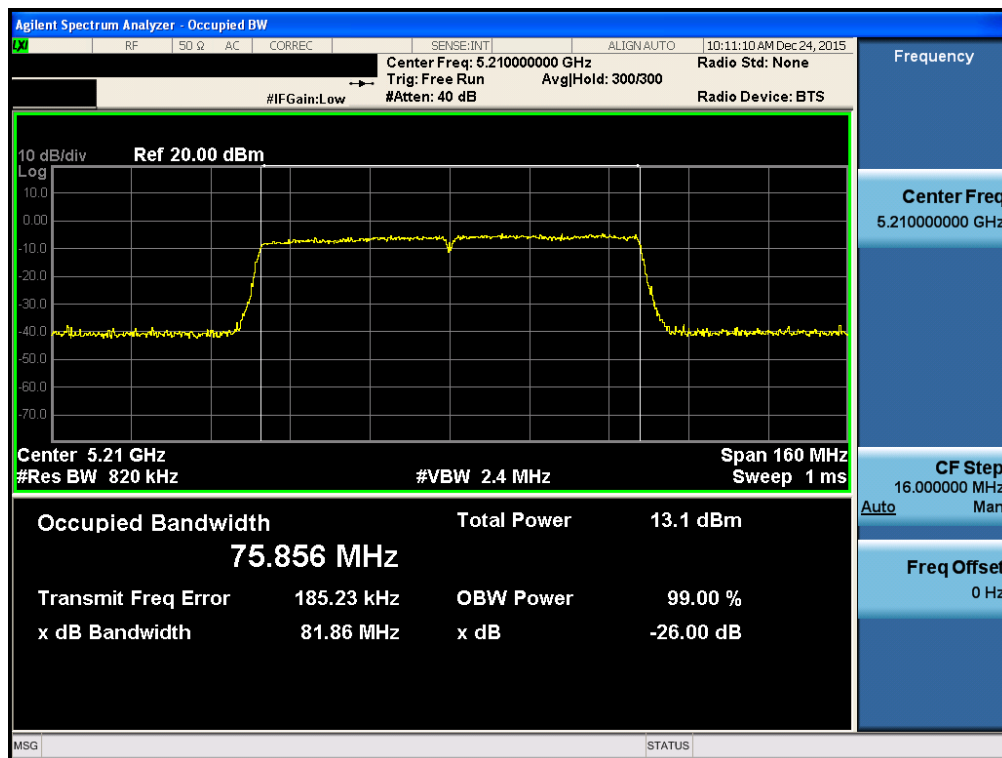 Agilent Spectrum Analyzer - Occupied BW
LXI RF 50 Ω AC CORREC SENSE:INT ALIGN AUTO 10:11:10 AM Dec 24, 2015
Center Freq: 5.210000000 GHz Radio Std: None
Trig: Free Run Avg|Hold: 300/300
#IFGain:Low #Atten: 40 dB Radio Device: BTS
10 dB/div Ref 20.00 dBm
Log
10.0
0.00
-10.0
-20.0
-30.0
-40.0
-50.0
-60.0
-70.0
Center 5.21 GHz Span 160 MHz
#Res BW 820 kHz #VBW 2.4 MHz Sweep 1 ms
Occupied Bandwidth Total Power 13.1 dBm
75.856 MHz
Transmit Freq Error 185.23 kHz OBW Power 99.00 %
x dB Bandwidth 81.86 MHz x dB -26.00 dB
MSG STATUS
Frequency
Center Freq
5.210000000 GHz
CF Step
16.000000 MHz
Auto Man
Freq Offset
0 Hz